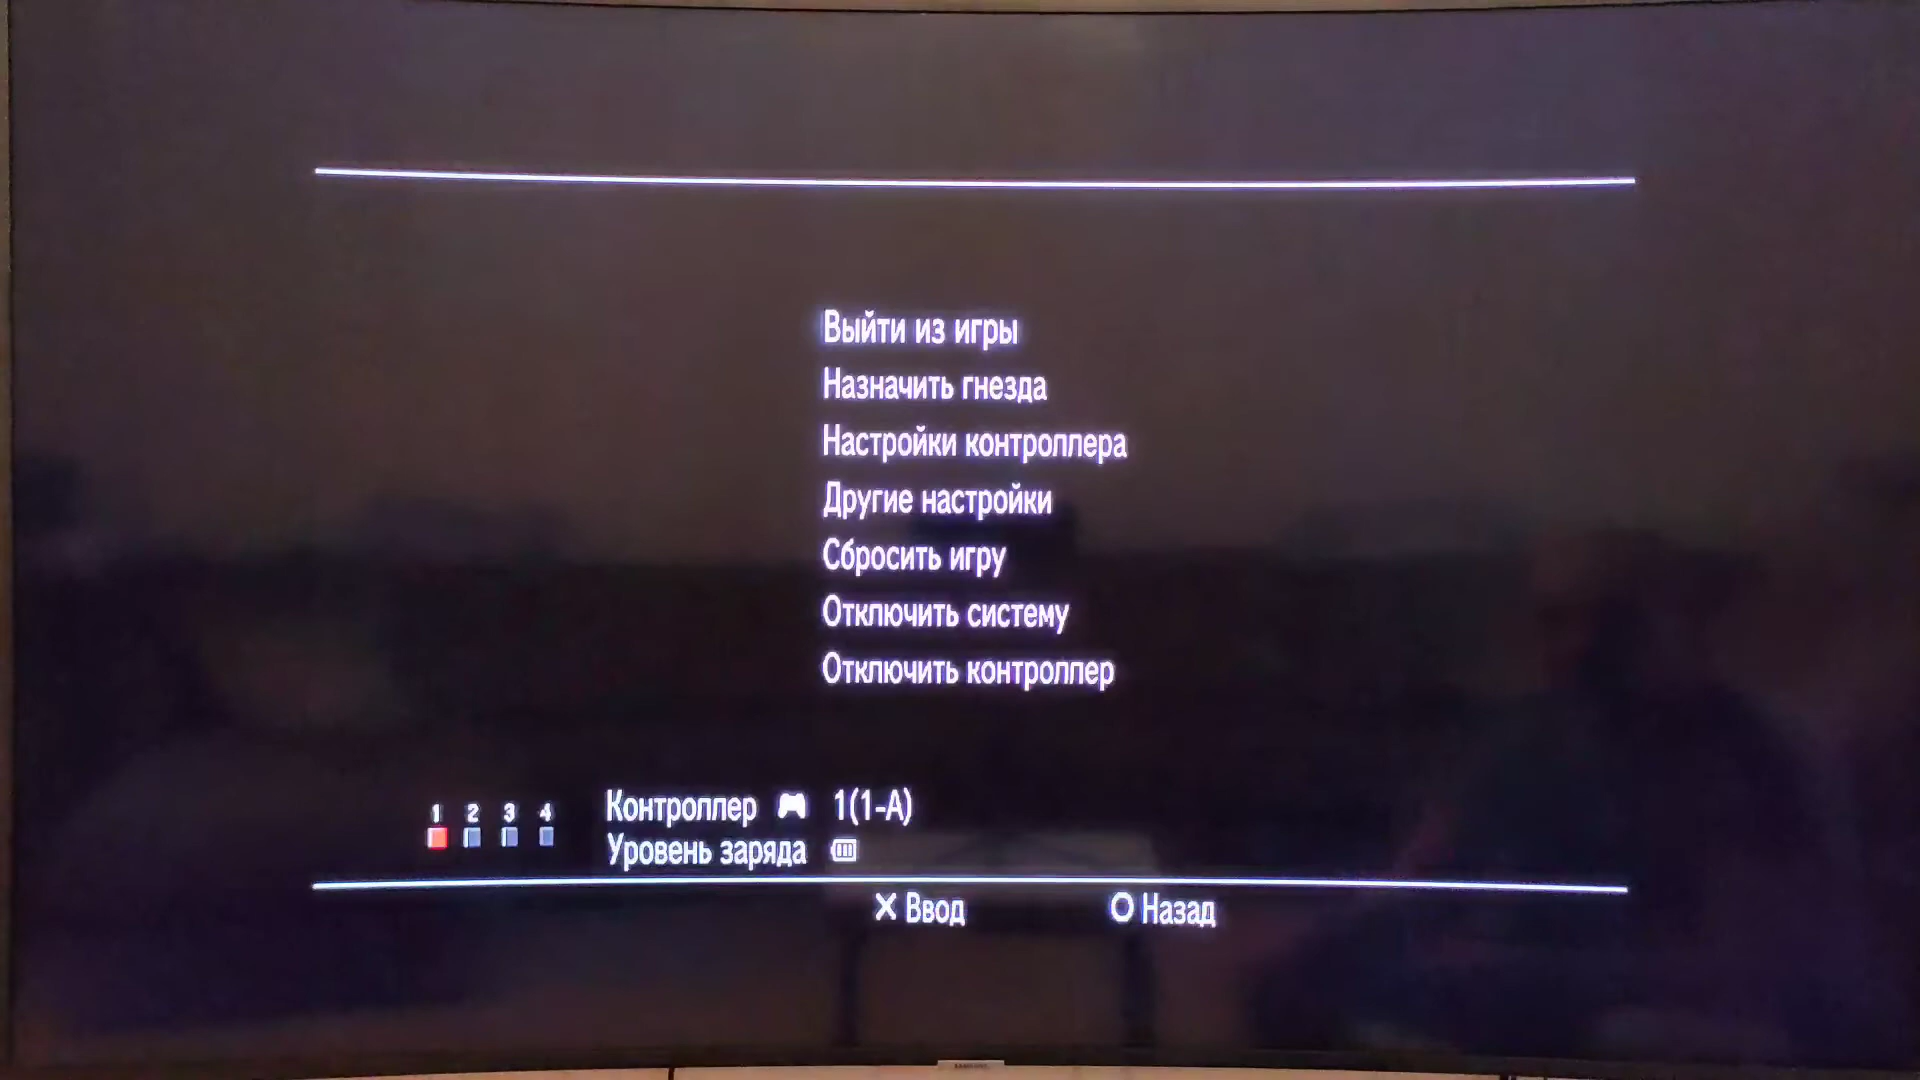 Выйти из игры
Назначить гнезда
Настройки контроллера
Другие настройки
Сбросить игру
Отключить систему
Отключить контроллер
1 2 3 4
Контроллер 1(1-A)
Уровень заряда
X Ввод O Назад
SAMSUNG